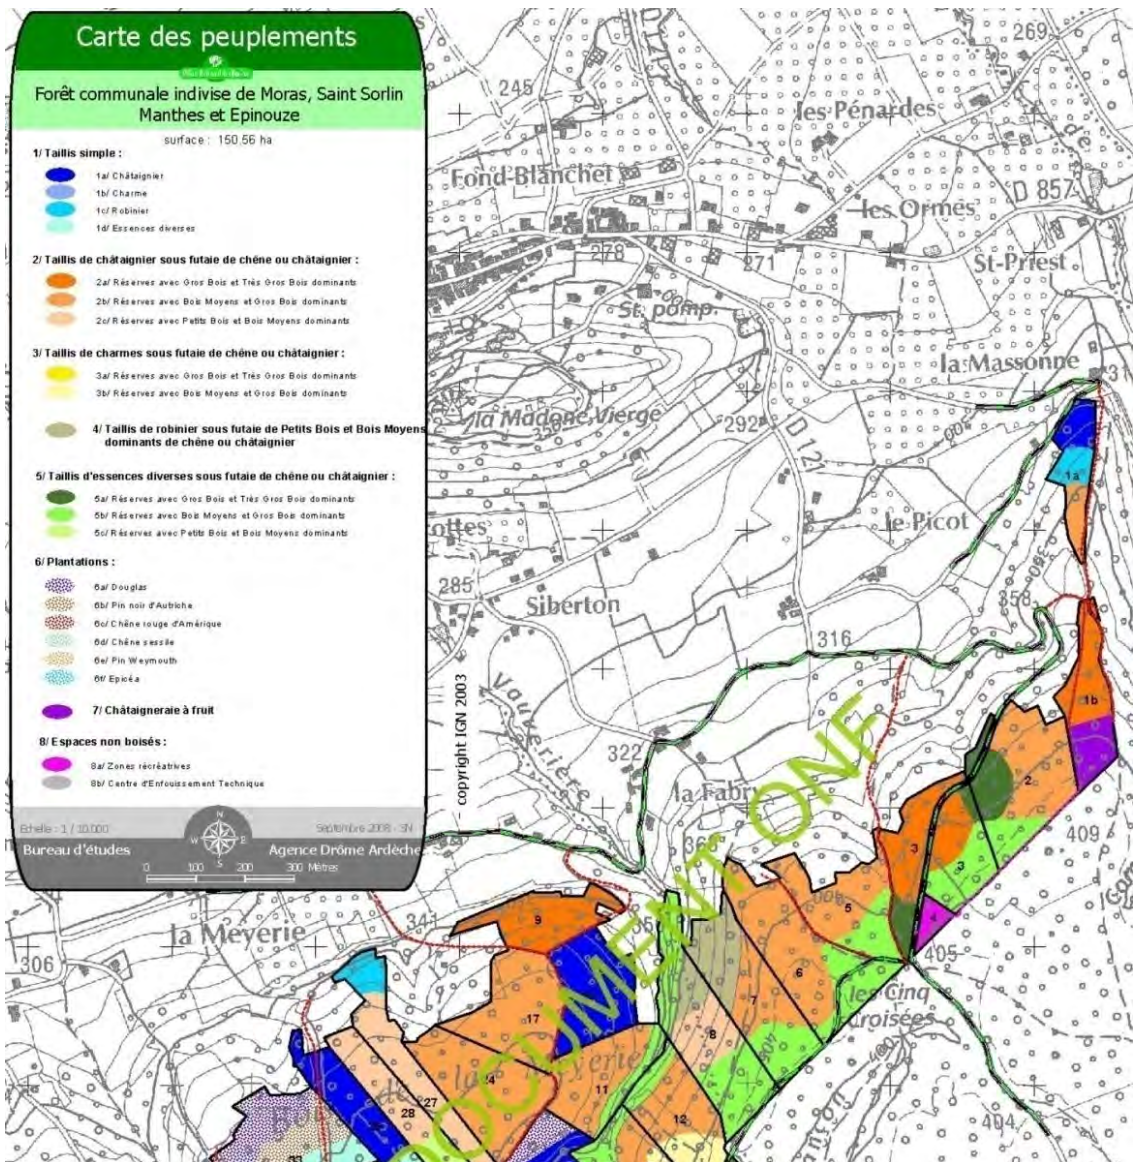 Carte des peuplements
Forêt communale indivise de Moras, Saint Sorlin
Manthes et Epinouze
surface : 150,56 ha
1/ Taillis simple :
1a/ Châtaignier
1b/ Charme
1c/ Robinier
1d/ Essences diverses
2/ Taillis de châtaignier sous futaie de chêne ou châtaignier :
2a/ Réserves avec Gros Bois et Très Gros Bois dominants
2b/ Réserves avec Bois Moyens et Gros Bois dominants
2c/ Réserves avec Petits Bois et Bois Moyens dominants
3/ Taillis de charmes sous futaie de chêne ou châtaignier :
3a/ Réserves avec Gros Bois et Très Gros Bois dominants
3b/ Réserves avec Bois Moyens et Gros Bois dominants
4/ Taillis de robinier sous futaie de Petits Bois et Bois Moyens
dominants de chêne ou châtaignier
5/ Taillis d'essences diverses sous futaie de chêne ou châtaignier :
5a/ Réserves avec Gros Bois et Très Gros Bois dominants
5b/ Réserves avec Bois Moyens et Gros Bois dominants
5c/ Réserves avec Petits Bois et Bois Moyens dominants
6/ Plantations :
6a/ Douglas
6b/ Pin noir d'Autriche
6c/ Chêne rouge d'Amérique
6d/ Chêne sessile
6e/ Pin Weymouth
6f/ Epicéa
7/ Châtaigneraie à fruit
8/ Espaces non boisés :
8a/ Zones récréatives
8b/ Centre d'Enfouissement Technique
Echelle : 1 / 10.000
Septembre 2008 - SN
N
W E
S
Bureau d'études
Agence Drôme Ardèche
0 100 200 300 Mètres
copyright IGN 2003
269
245
les Pénardes
Fond-Blanchet
D 857
les Ormes
278
271
St-Priest
St. pomp.
la Massonne
31
la Madone Vierge
292
D 121
1a
le Picot
285
Siberton
358
316
Vauverière
1b
322
la Fabry
2
409
3
3
9
5
4
341
la Meyerie
405
306
6
les Cinq
Croisées
17
7
8
400
24
11
27
28
12
404
33
DOCUMENT ONF